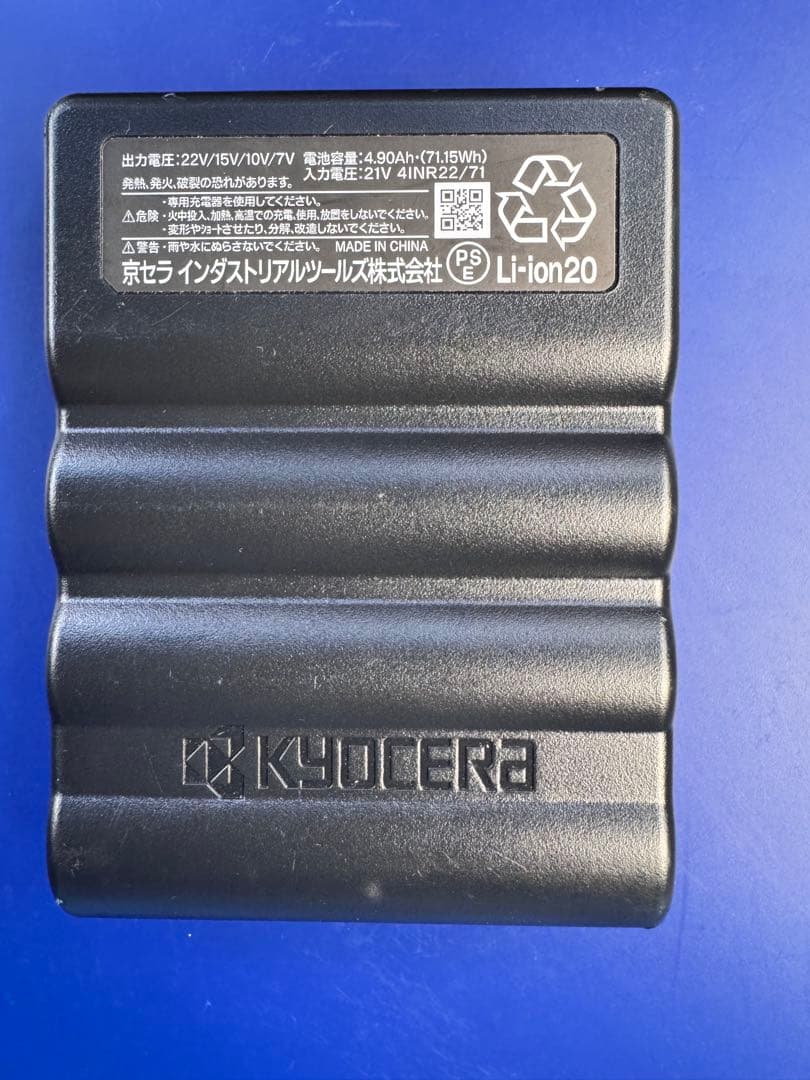 出力電圧:22V/15V/10V/7V 電池容量:4.90Ah・(71.15Wh)
発熱、発火、破裂の恐れがあります。 入力電圧:21V 4INR22/71
・専用充電器を使用してください。
⚠危険・火中投入、加熱、高温での充電、使用、放置をしないでください。
・変形やショートさせたり、分解、改造しないでください。
⚠警告・雨や水にぬらさないでください。 MADE IN CHINA
京セラ インダストリアルツールズ株式会社 PSE Li-ion20
KYOCERA